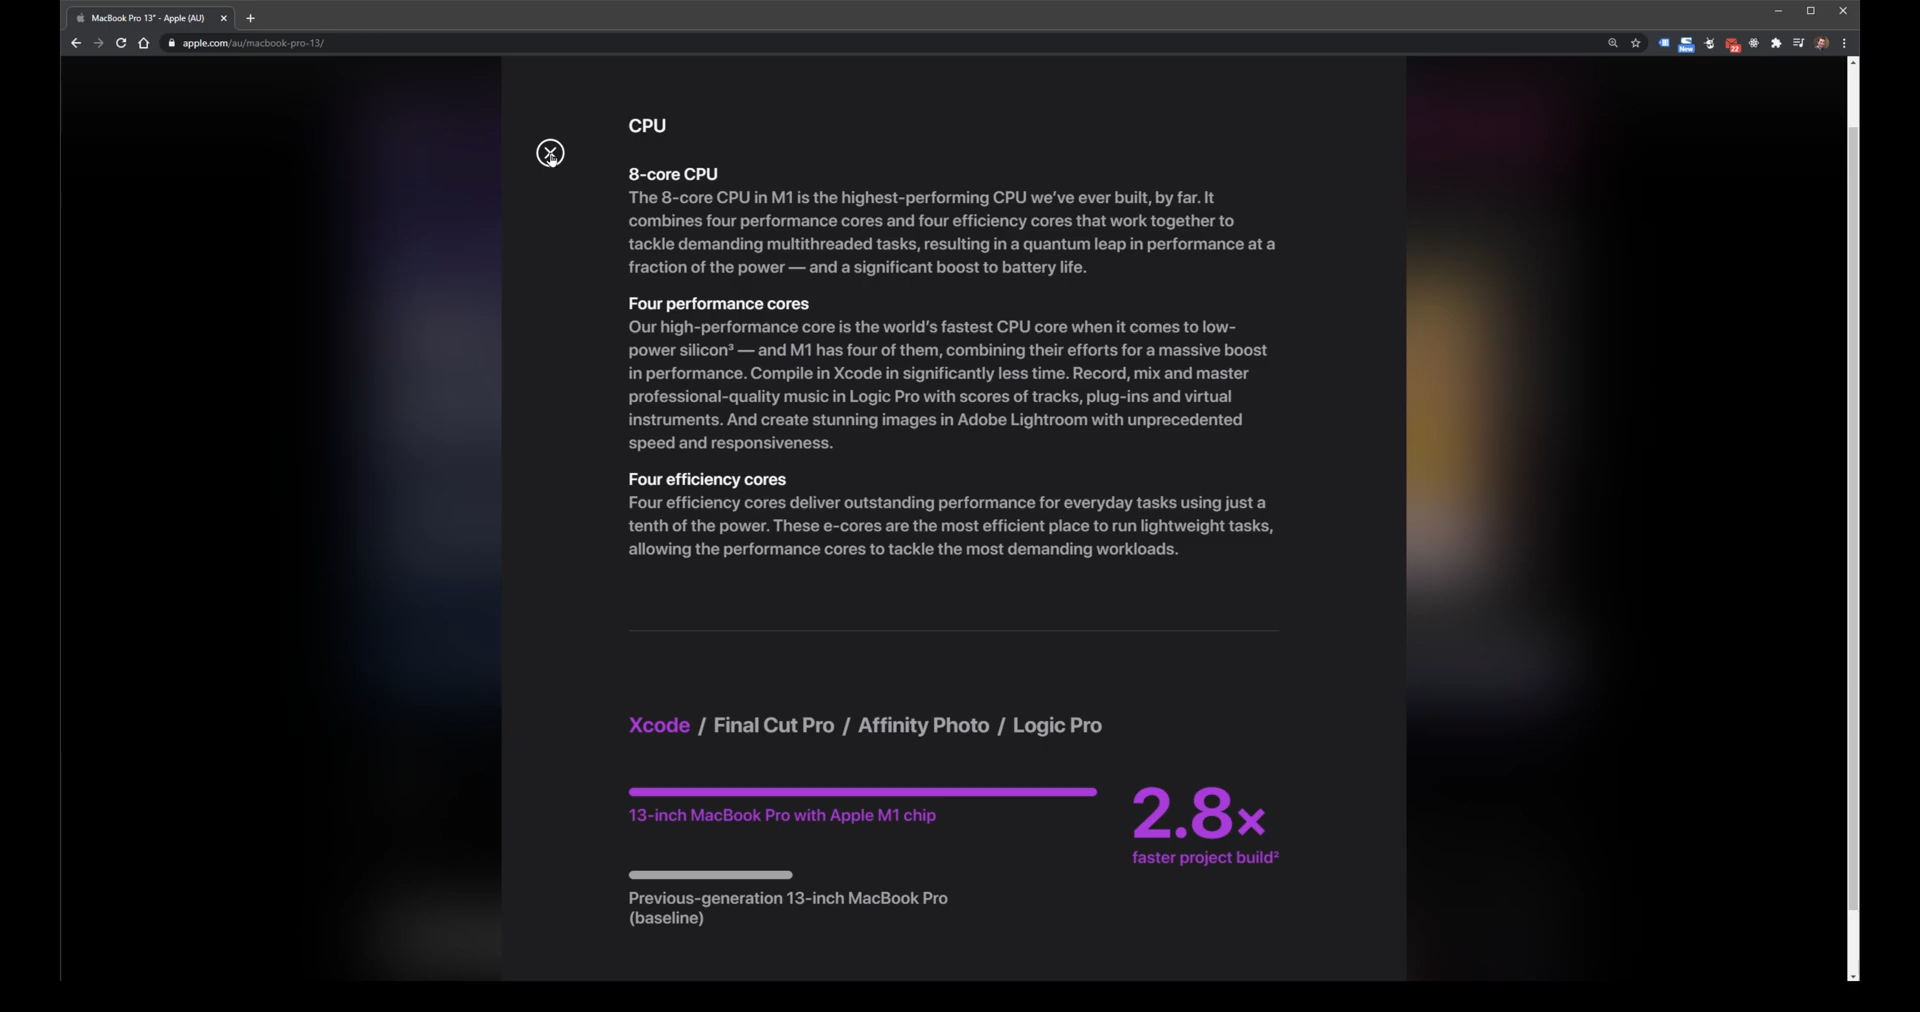 MacBook Pro 13" - Apple (AU)
apple.com/au/macbook-pro-13/
New
22
CPU
8-core CPU
The 8-core CPU in M1 is the highest-performing CPU we’ve ever built, by far. It
combines four performance cores and four efficiency cores that work together to
tackle demanding multithreaded tasks, resulting in a quantum leap in performance at a
fraction of the power — and a significant boost to battery life.
Four performance cores
Our high-performance core is the world’s fastest CPU core when it comes to low-
power silicon³ — and M1 has four of them, combining their efforts for a massive boost
in performance. Compile in Xcode in significantly less time. Record, mix and master
professional-quality music in Logic Pro with scores of tracks, plug-ins and virtual
instruments. And create stunning images in Adobe Lightroom with unprecedented
speed and responsiveness.
Four efficiency cores
Four efficiency cores deliver outstanding performance for everyday tasks using just a
tenth of the power. These e-cores are the most efficient place to run lightweight tasks,
allowing the performance cores to tackle the most demanding workloads.
Xcode / Final Cut Pro / Affinity Photo / Logic Pro
13-inch MacBook Pro with Apple M1 chip
2.8×
faster project build²
Previous-generation 13-inch MacBook Pro
(baseline)